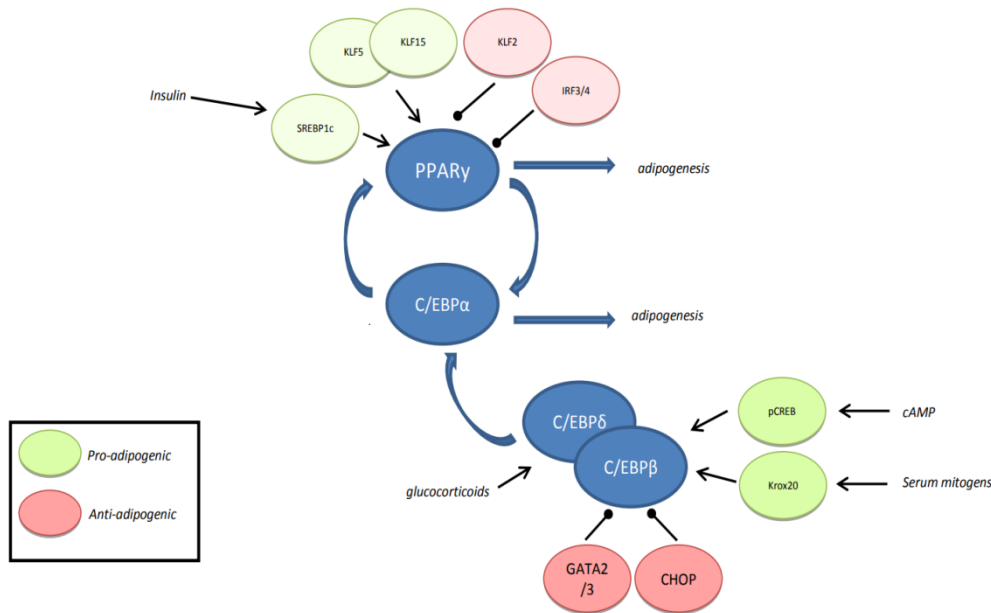 KLF5
KLF15
KLF2
IRF3/4
Insulin
SREBP1c
PPARγ
adipogenesis
C/EBPα
.
adipogenesis
C/EBPδ
C/EBPβ
pCREB
cAMP
Krox20
Serum mitogens
glucocorticoids
GATA2
/3
CHOP
Pro-adipogenic
Anti-adipogenic